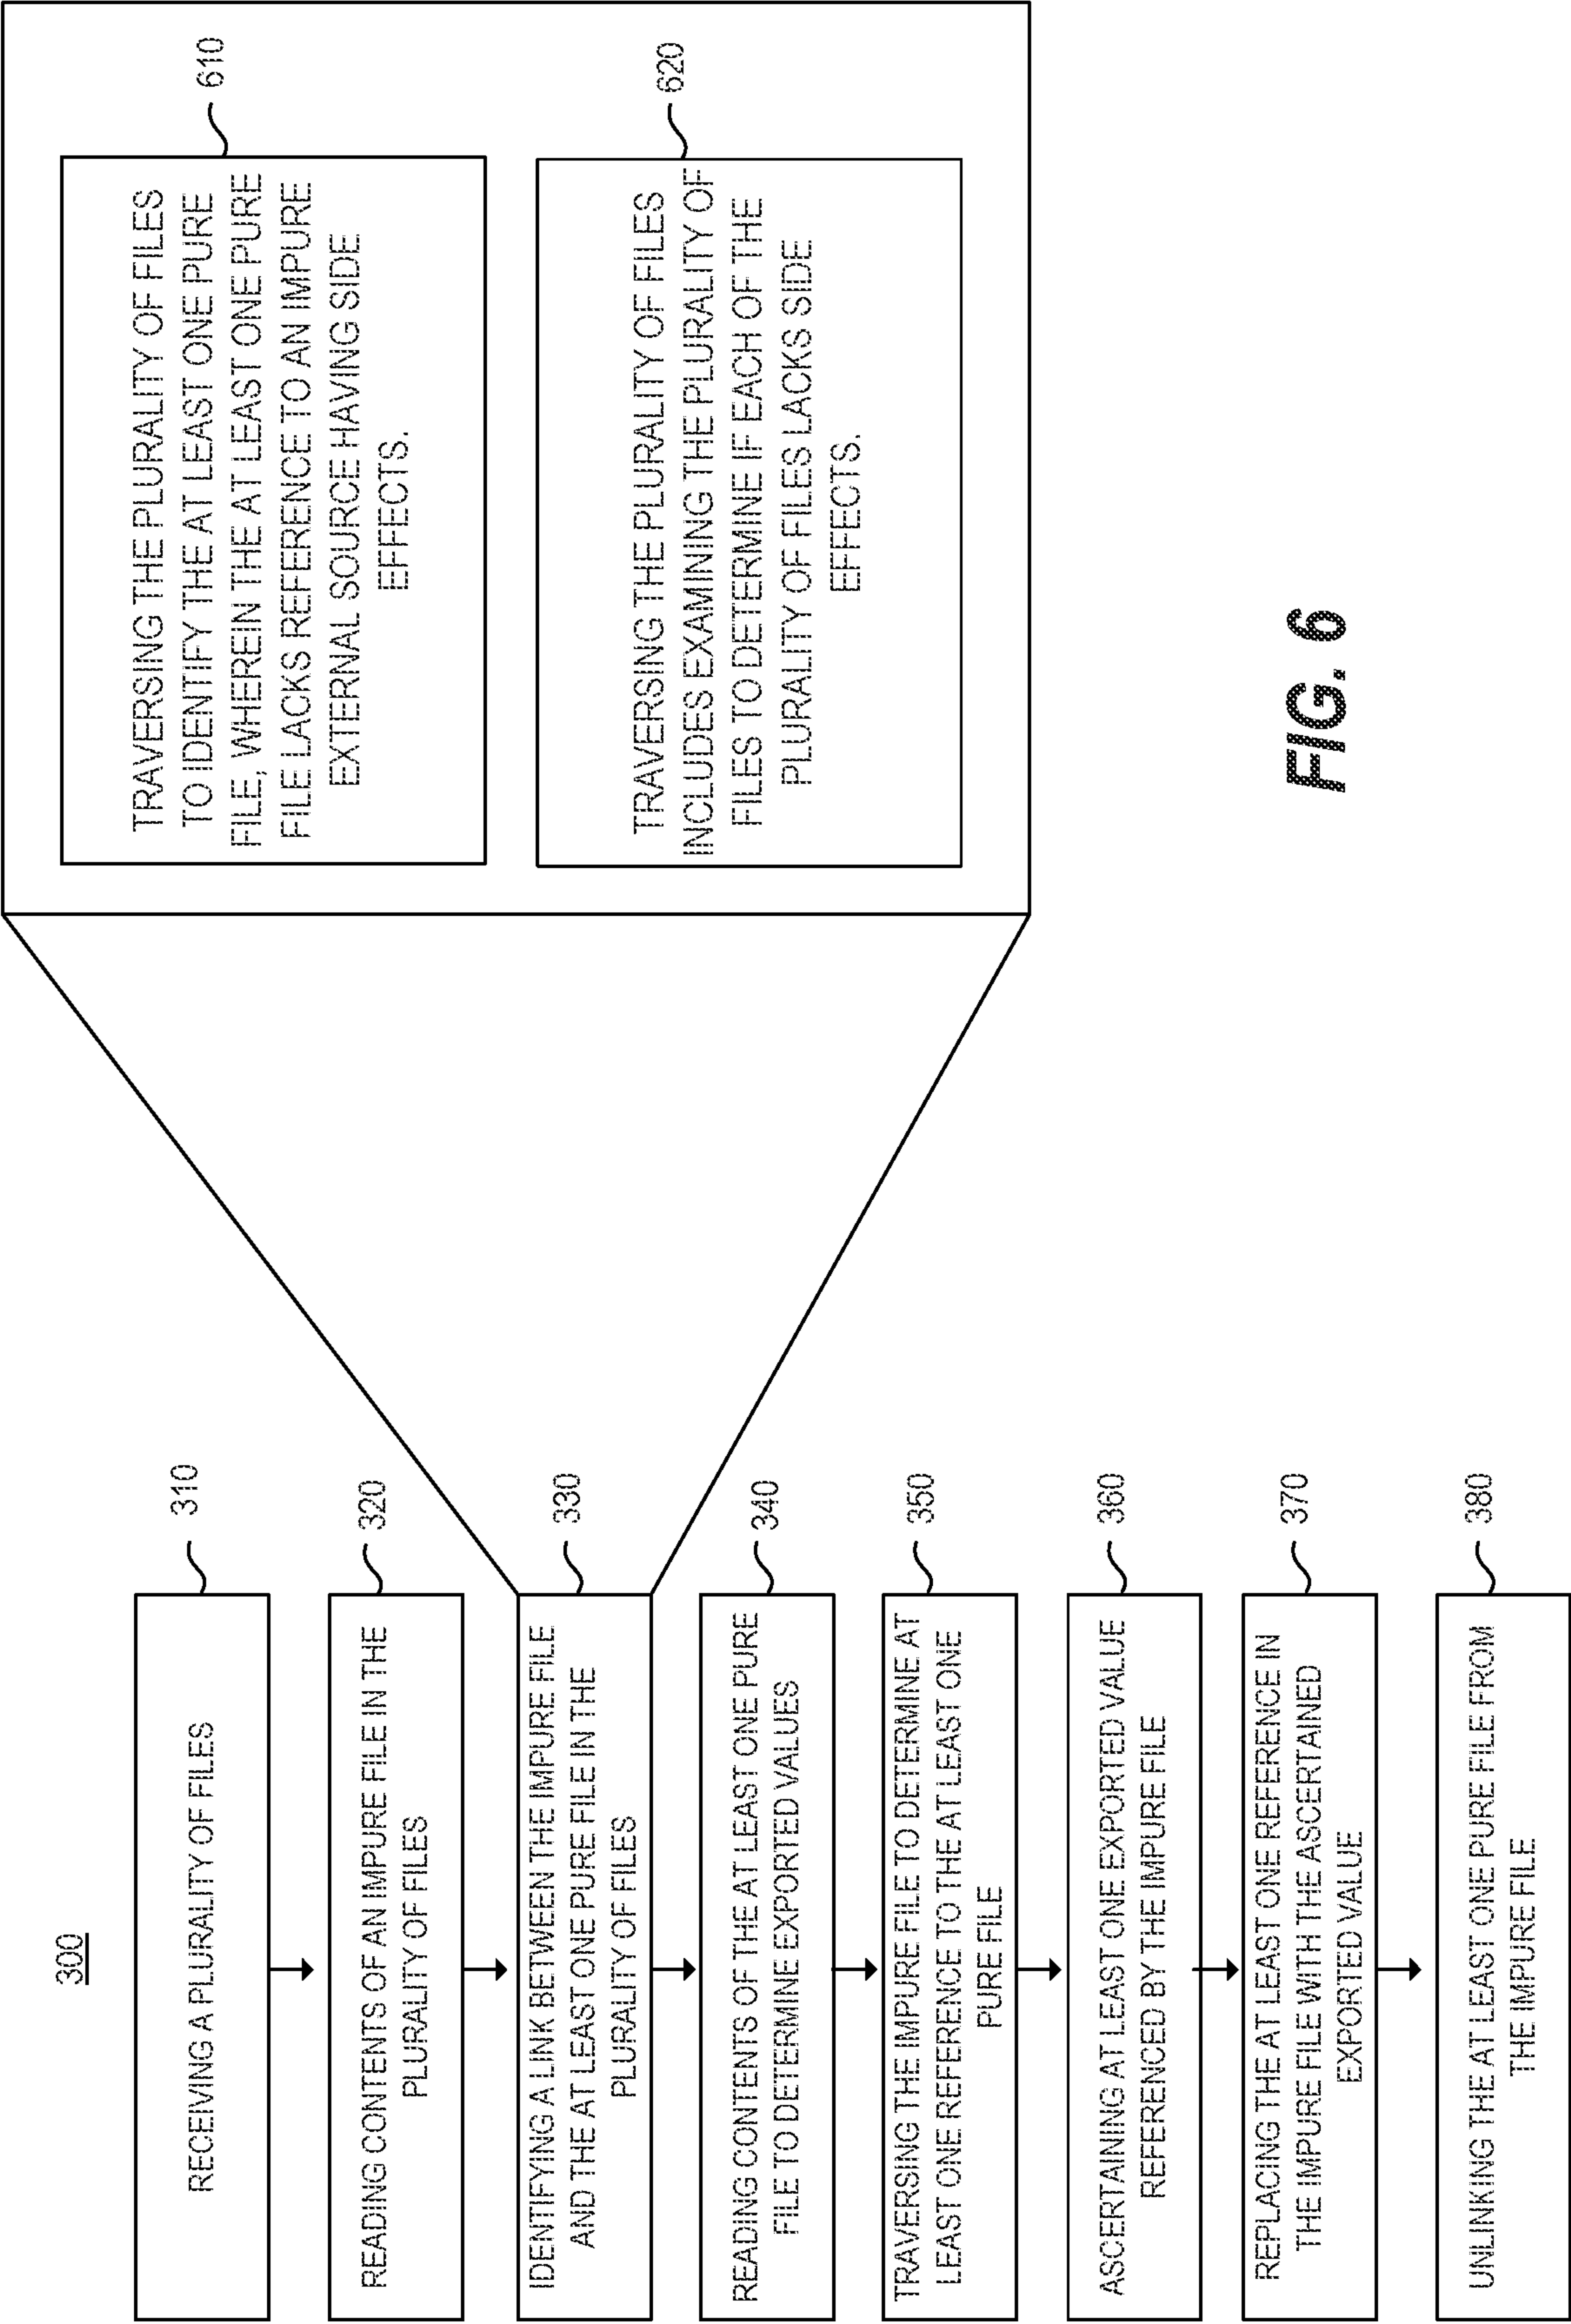 300
RECEIVING A PLURALITY OF FILES
310
READING CONTENTS OF AN IMPURE FILE IN THE
PLURALITY OF FILES
320
IDENTIFYING A LINK BETWEEN THE IMPURE FILE
AND THE AT LEAST ONE PURE FILE IN THE
PLURALITY OF FILES
330
READING CONTENTS OF THE AT LEAST ONE PURE
FILE TO DETERMINE EXPORTED VALUES
340
TRAVERSING THE IMPURE FILE TO DETERMINE AT
LEAST ONE REFERENCE TO THE AT LEAST ONE
PURE FILE
350
ASCERTAINING AT LEAST ONE EXPORTED VALUE
REFERENCED BY THE IMPURE FILE
360
REPLACING THE AT LEAST ONE REFERENCE IN
THE IMPURE FILE WITH THE ASCERTAINED
EXPORTED VALUE
370
UNLINKING THE AT LEAST ONE PURE FILE FROM
THE IMPURE FILE
380
TRAVERSING THE PLURALITY OF FILES
TO IDENTIFY THE AT LEAST ONE PURE
FILE, WHEREIN THE AT LEAST ONE PURE
FILE LACKS REFERENCE TO AN IMPURE
EXTERNAL SOURCE HAVING SIDE
EFFECTS.
610
TRAVERSING THE PLURALITY OF FILES
INCLUDES EXAMINING THE PLURALITY OF
FILES TO DETERMINE IF EACH OF THE
PLURALITY OF FILES LACKS SIDE
EFFECTS.
620
FIG. 6